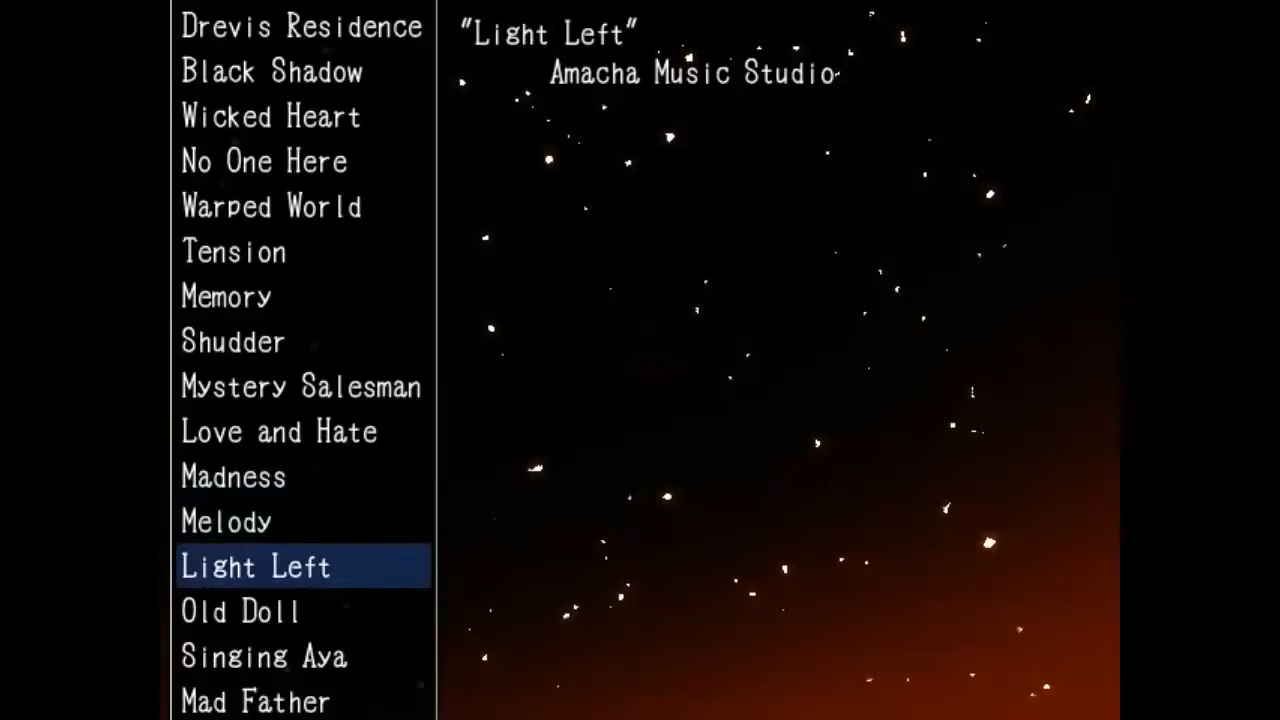 Drevis Residence
Black Shadow
Wicked Heart
No One Here
Warped World
Tension
Memory
Shudder
Mystery Salesman
Love and Hate
Madness
Melody
Light Left
Old Doll
Singing Aya
Mad Father
"Light Left"
Amacha Music Studio